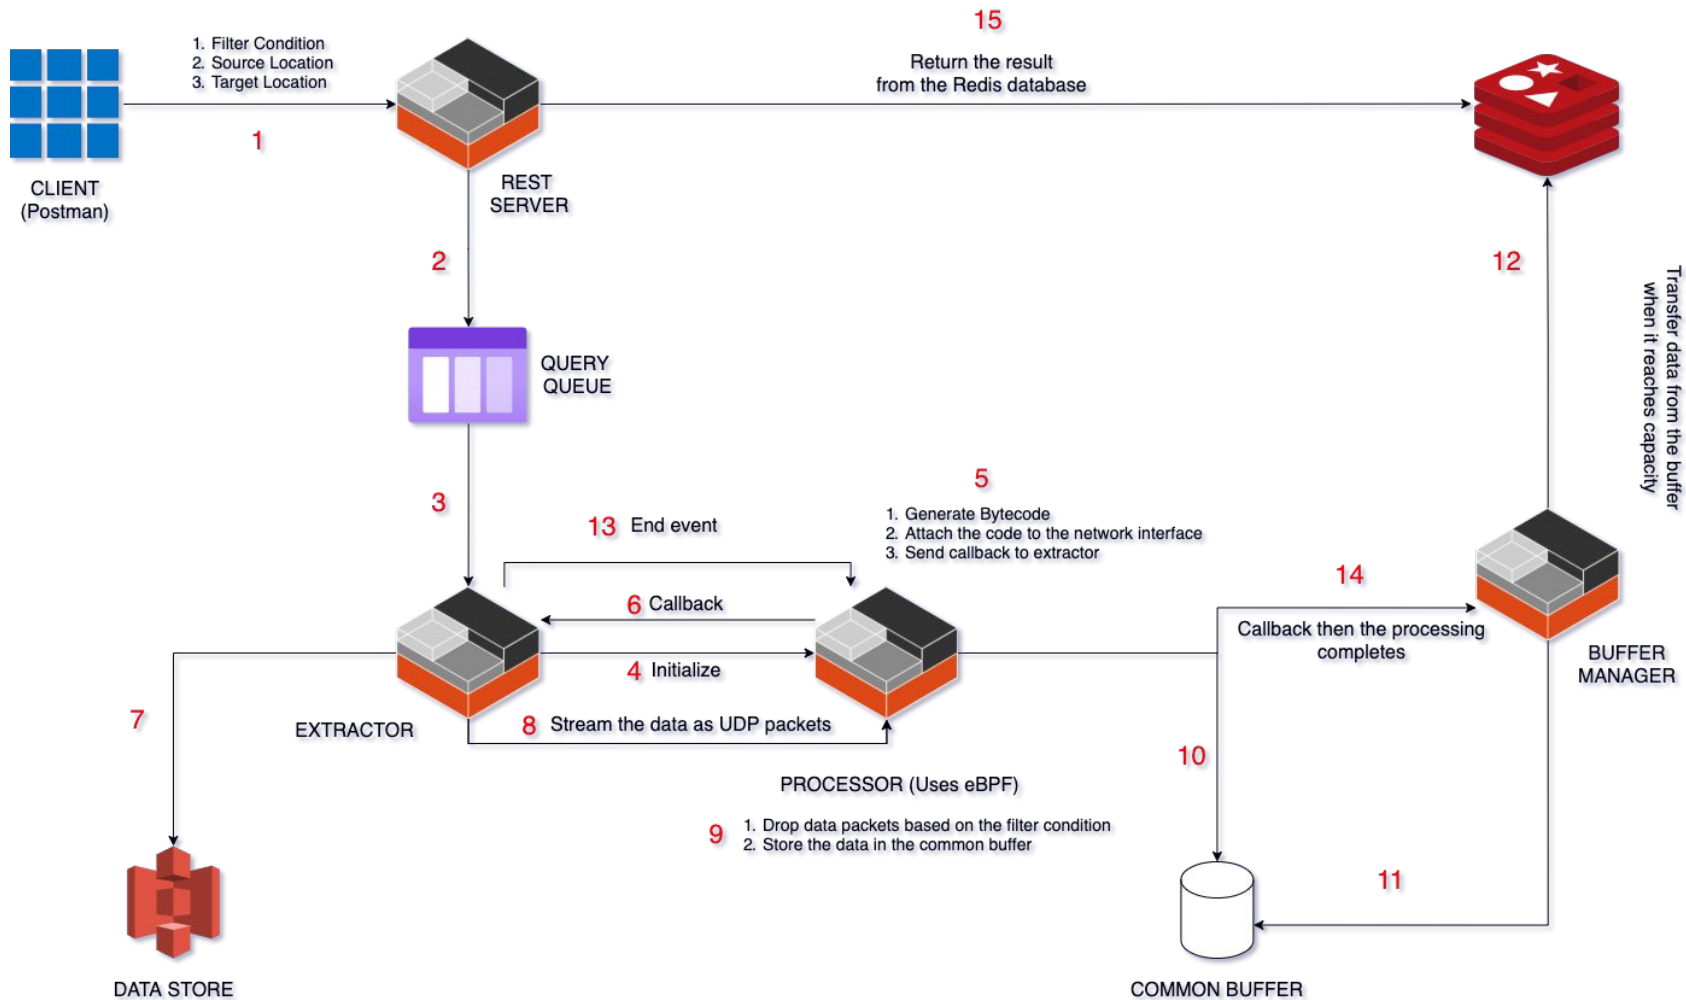 15
1. Filter Condition
2. Source Location
3. Target Location
Return the result
from the Redis database
1
CLIENT
(Postman)
REST
SERVER
2
12
Transfer data from the buffer
when it reaches capacity
QUERY
QUEUE
3
5
13 End event
1. Generate Bytecode
2. Attach the code to the network interface
3. Send callback to extractor
14
6 Callback
Callback then the processing
completes
4 Initialize
BUFFER
MANAGER
7
EXTRACTOR
8 Stream the data as UDP packets
10
PROCESSOR (Uses eBPF)
9
1. Drop data packets based on the filter condition
2. Store the data in the common buffer
11
DATA STORE
COMMON BUFFER